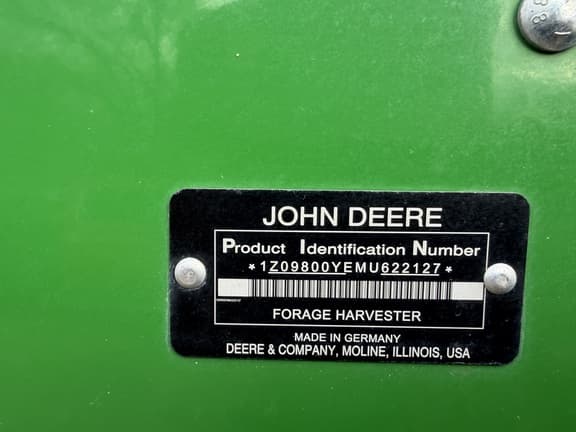 JOHN DEERE
Product Identification Number
*1Z09800YEMU622127*
FORAGE HARVESTER
MADE IN GERMANY
DEERE & COMPANY, MOLINE, ILLINOIS, USA